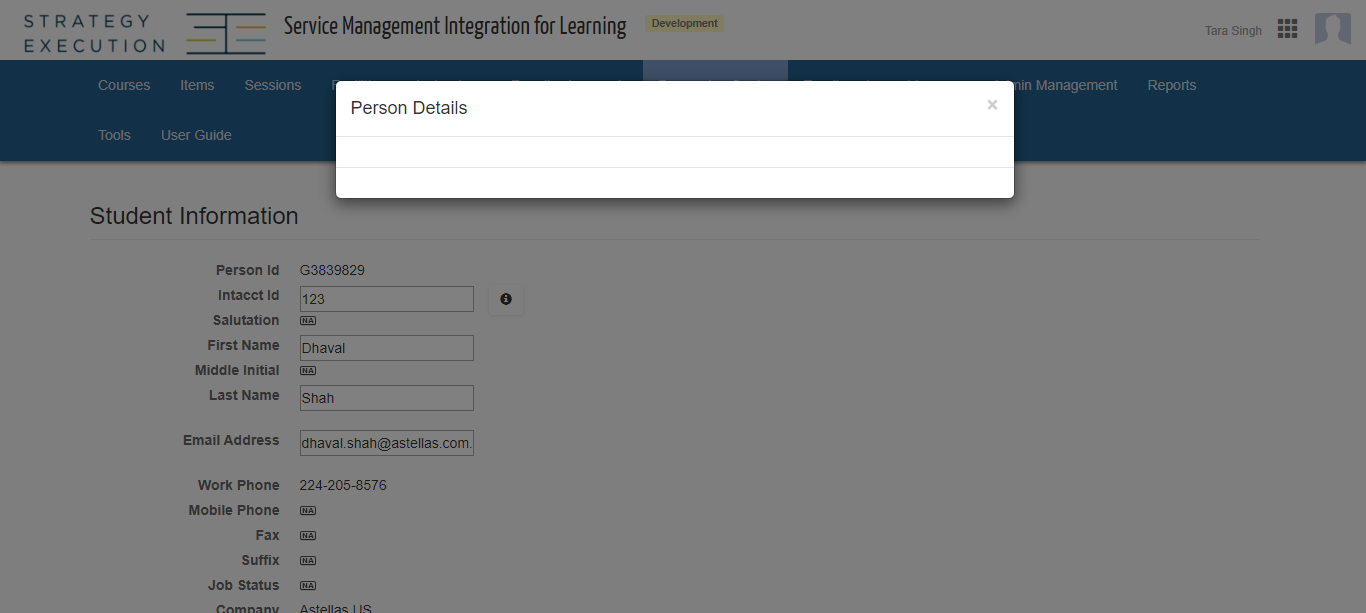 STRATEGY
EXECUTION
Service Management Integration for Learning
Development
Tara Singh
Courses Items Sessions Management Reports
Tools User Guide
Person Details ×
Student Information
Person Id G3839829
Intacct Id 123
Salutation NA
First Name Dhaval
Middle Initial NA
Last Name Shah
Email Address dhaval.shah@astellas.com.
Work Phone 224-205-8576
Mobile Phone NA
Fax NA
Suffix NA
Job Status NA
Company Astellas US